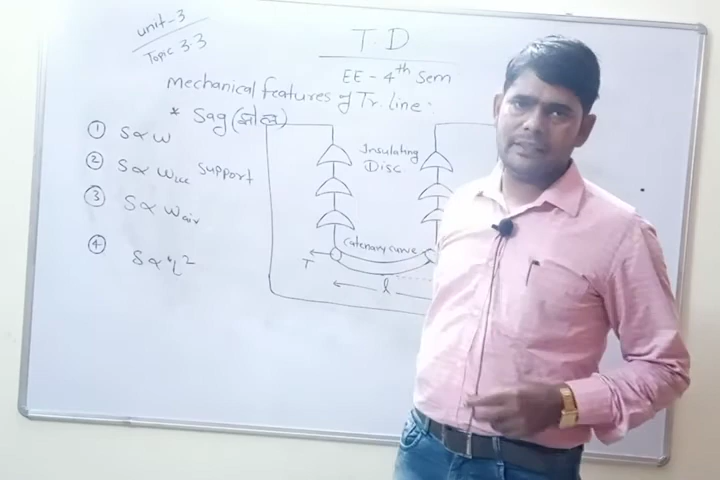 unit-3
Topic 3.3
T.D
EE - 4th Sem
Mechanical features of Tr. line:
* Sag (झोल)
Insulating
Disc
① S ∝ W
② S ∝ Wice support
③ S ∝ Wair
④ S ∝ l²
catenary curve
T
l